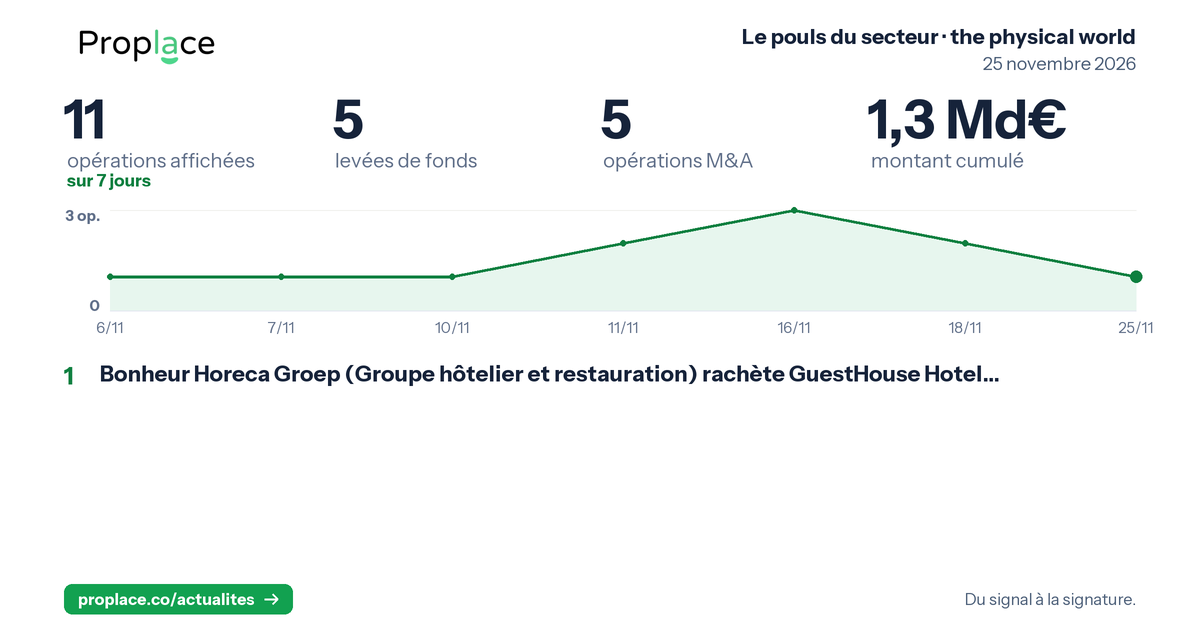 Proplace
Le pouls du secteur · the physical world
25 novembre 2026
11
opérations affichées
sur 7 jours
5
levées de fonds
5
opérations M&A
1,3 Md€
montant cumulé
3 op.
0
6/11
7/11
10/11
11/11
16/11
18/11
25/11
1 Bonheur Horeca Groep (Groupe hôtelier et restauration) rachète GuestHouse Hotel...
proplace.co/actualites →
Du signal à la signature.